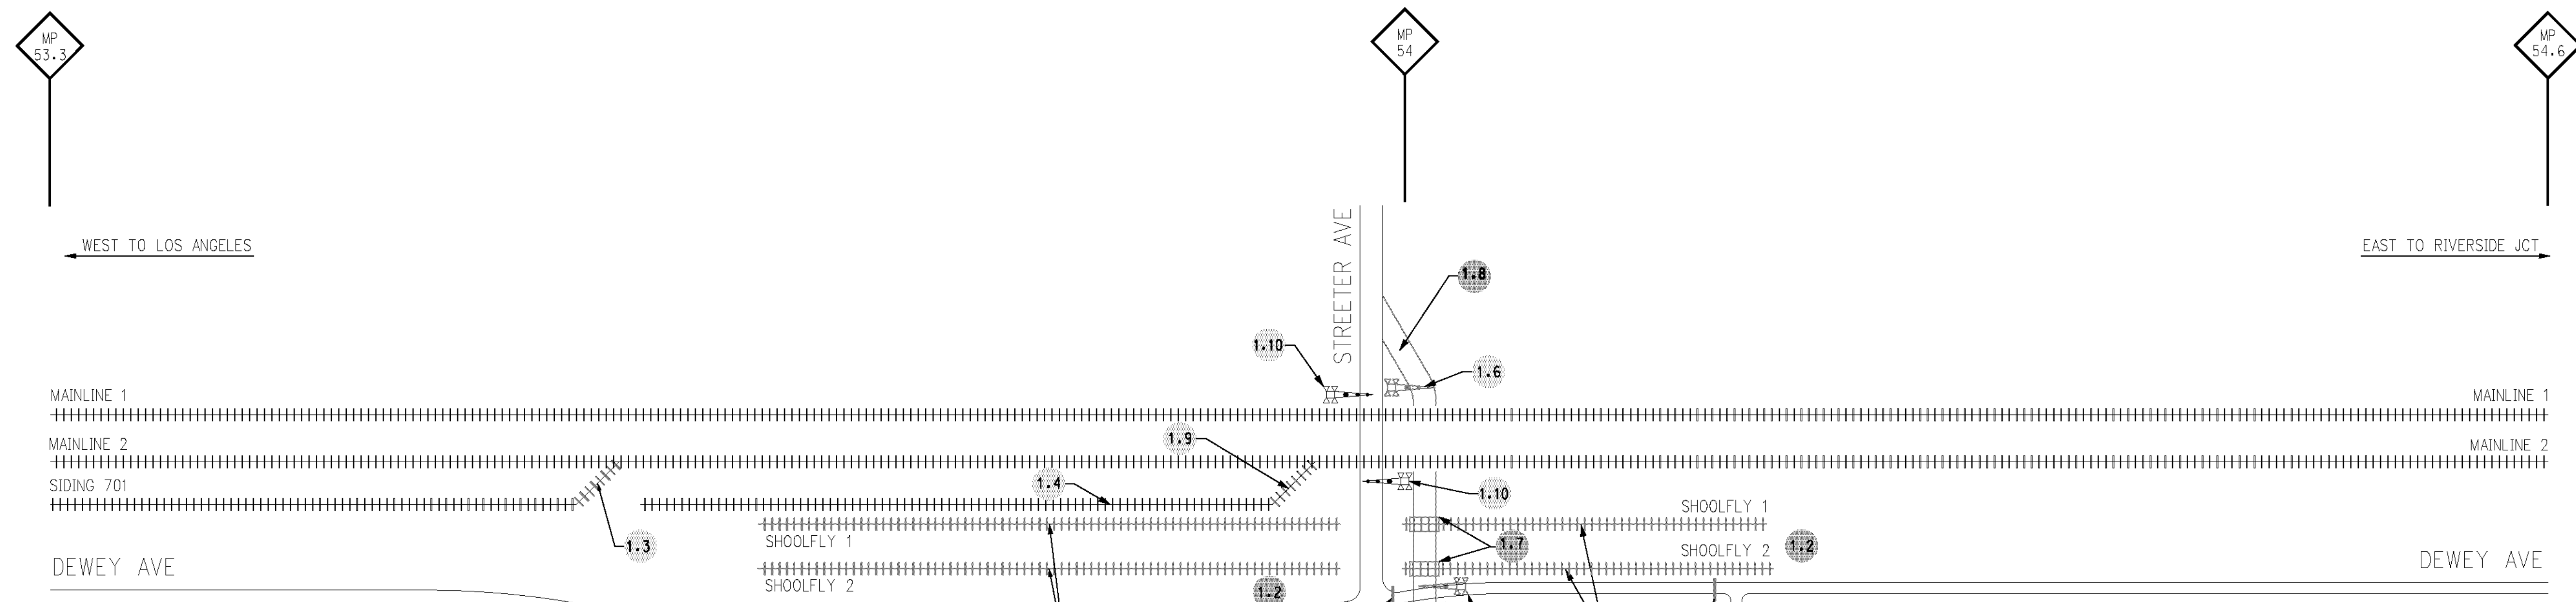 MP
53.3
MP
54
MP
54.6
WEST TO LOS ANGELES
STREETER AVE
EAST TO RIVERSIDE JCT
1.8
1.10
1.6
MAINLINE 1
MAINLINE 1
MAINLINE 2
1.9
MAINLINE 2
SIDING 701
1.4
1.10
SHOOLFLY 1
1.3
SHOOLFLY 1
1.7
SHOOLFLY 2
1.2
DEWEY AVE
DEWEY AVE
SHOOLFLY 2
1.2